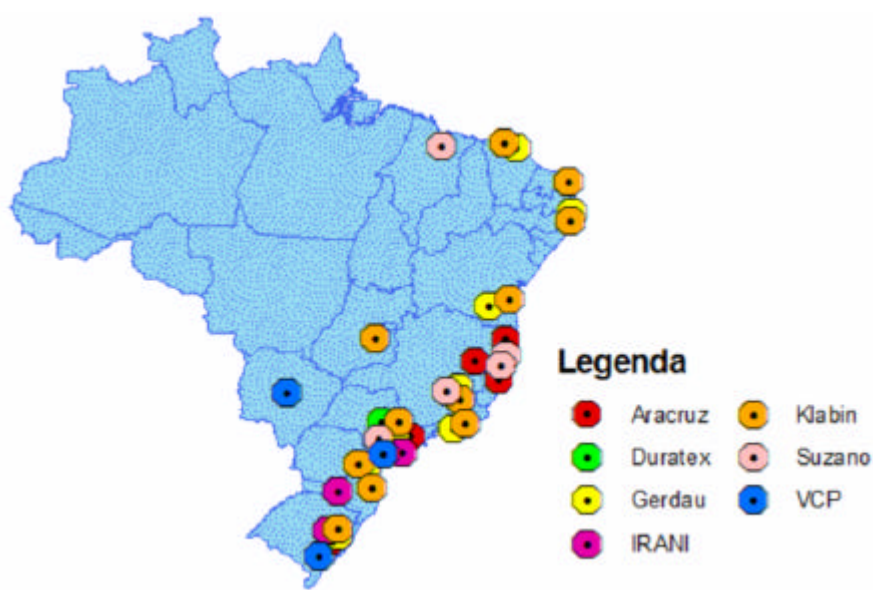 Legenda
Aracruz
Klabin
Duratex
Suzano
Gerdau
VCP
IRANI